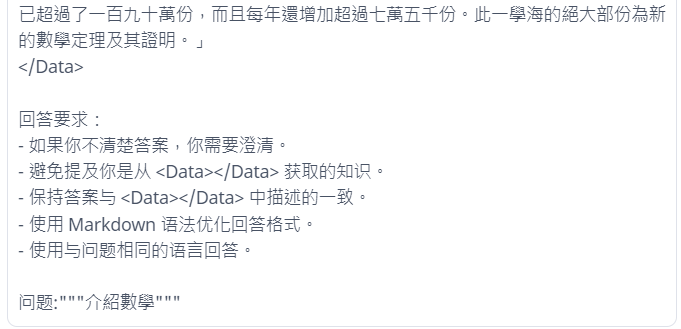 已超過了一百九十萬份，而且每年還增加超過七萬五千份。此一學海的絕大部份為新
的數學定理及其證明。」
</Data>
回答要求：
- 如果你不清楚答案，你需要澄清。
- 避免提及你是从 <Data></Data> 获取的知识。
- 保持答案与 <Data></Data> 中描述的一致。
- 使用 Markdown 语法优化回答格式。
- 使用与问题相同的语言回答。
问题:"""介紹數學"""